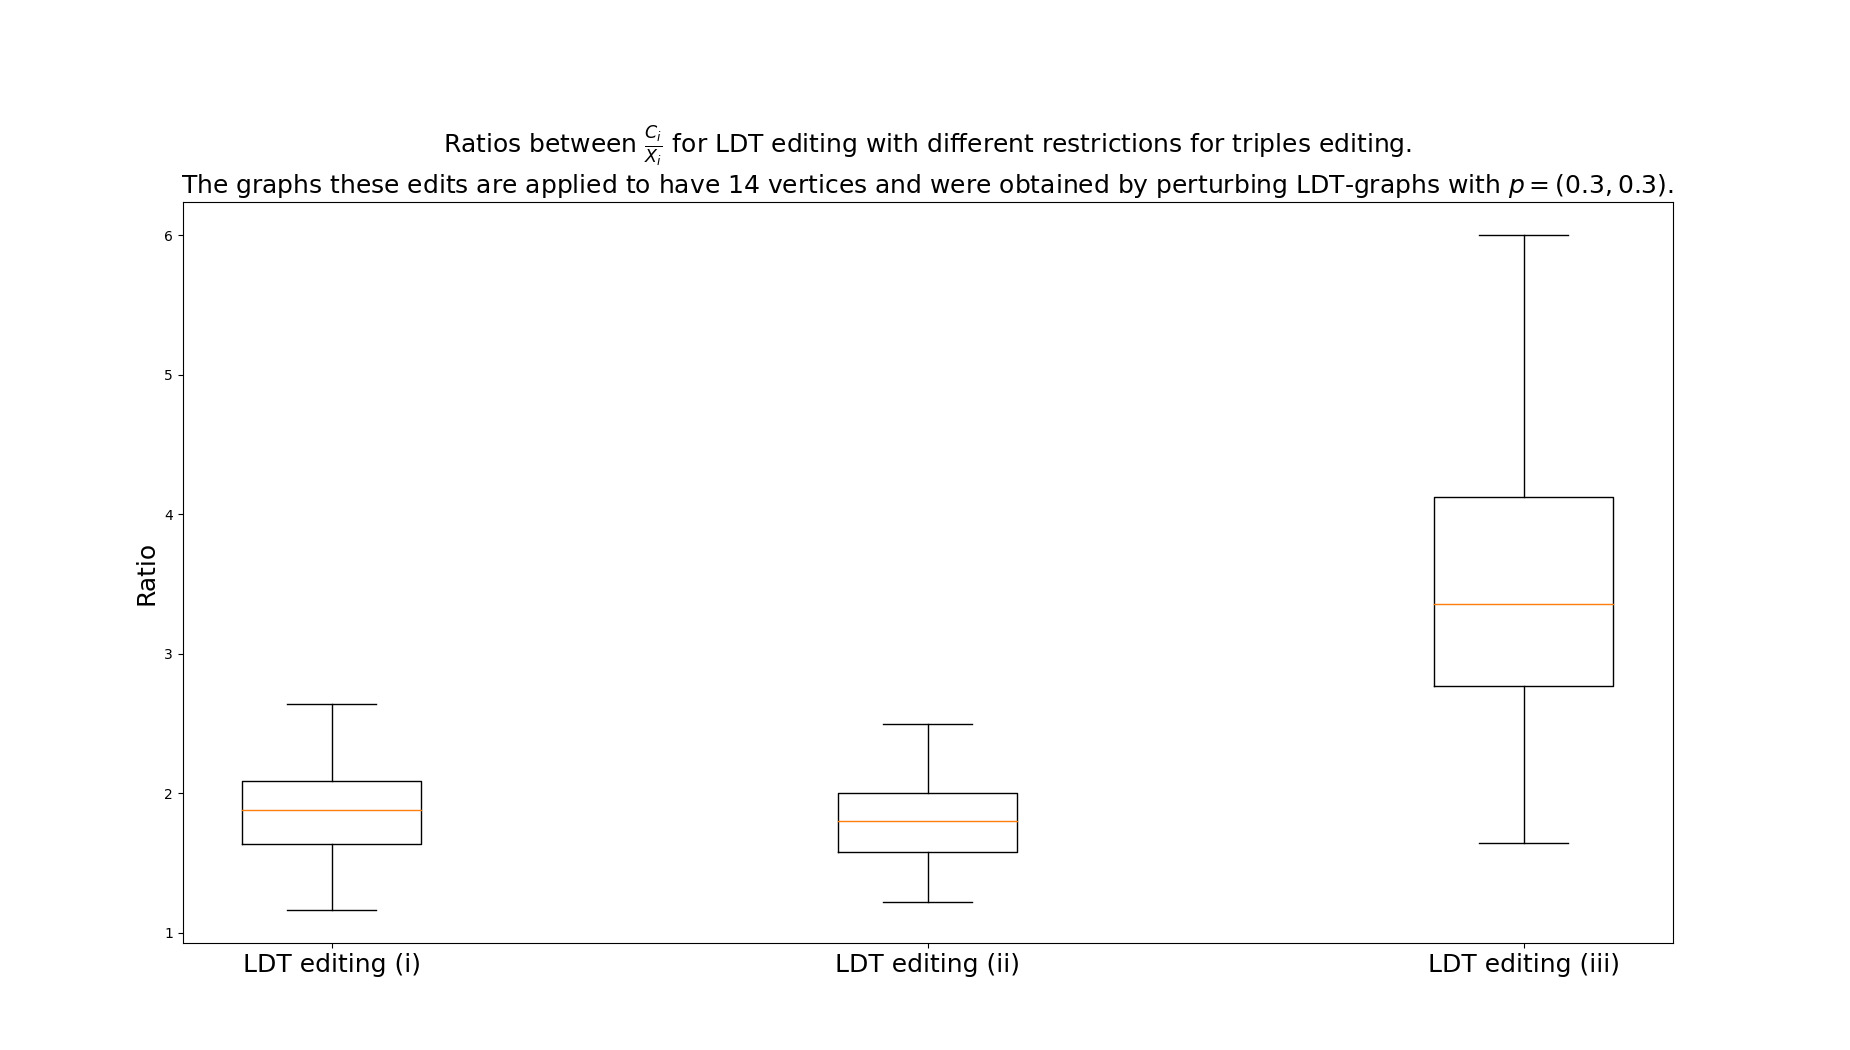 Ratios between $\frac{C_i}{X_i}$ for LDT editing with different restrictions for triples editing.
The graphs these edits are applied to have 14 vertices and were obtained by perturbing LDT-graphs with $p = (0.3, 0.3)$.
6
5
4
3
2
1
Ratio
LDT editing (i)
LDT editing (ii)
LDT editing (iii)